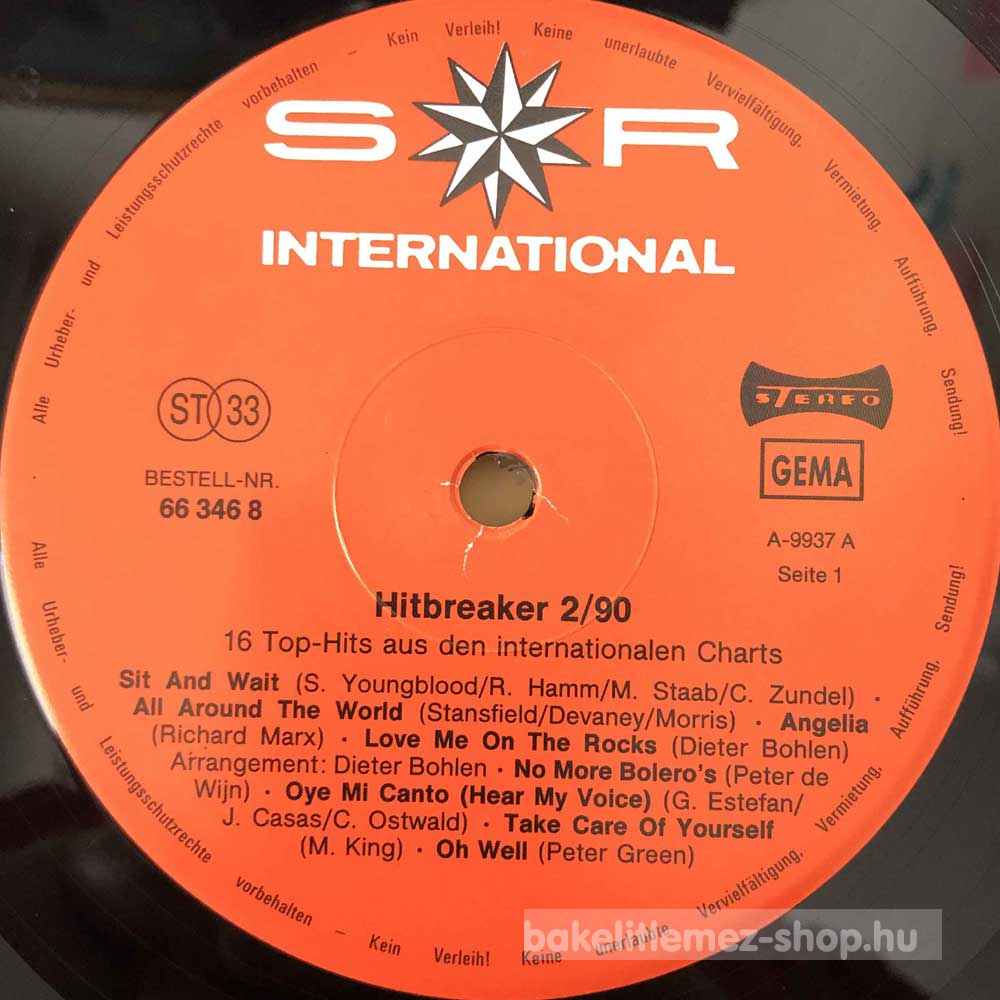 Alle Urheber- und Leistungsschutzrechte vorbehalten – Kein Verleih! Keine unerlaubte Vervielfältigung, Vermietung, Aufführung, Sendung!
S R
INTERNATIONAL
ST 33
STEREO
BESTELL-NR.
66 346 8
GEMA
A-9937 A
Seite 1
Hitbreaker 2/90
16 Top-Hits aus den internationalen Charts
Sit And Wait (S. Youngblood/R. Hamm/M. Staab/C. Zundel) ·
All Around The World (Stansfield/Devaney/Morris) · Angelia
(Richard Marx) · Love Me On The Rocks (Dieter Bohlen)
Arrangement: Dieter Bohlen · No More Bolero's (Peter de
Wijn) · Oye Mi Canto (Hear My Voice) (G. Estefan/
J. Casas/C. Ostwald) · Take Care Of Yourself
(M. King) · Oh Well (Peter Green)
Alle Urheber- und Leistungsschutzrechte vorbehalten – Kein Verleih! Keine unerlaubte Vervielfältigung, Vermietung, Aufführung, Sendung!
bakelitlemez-shop.hu